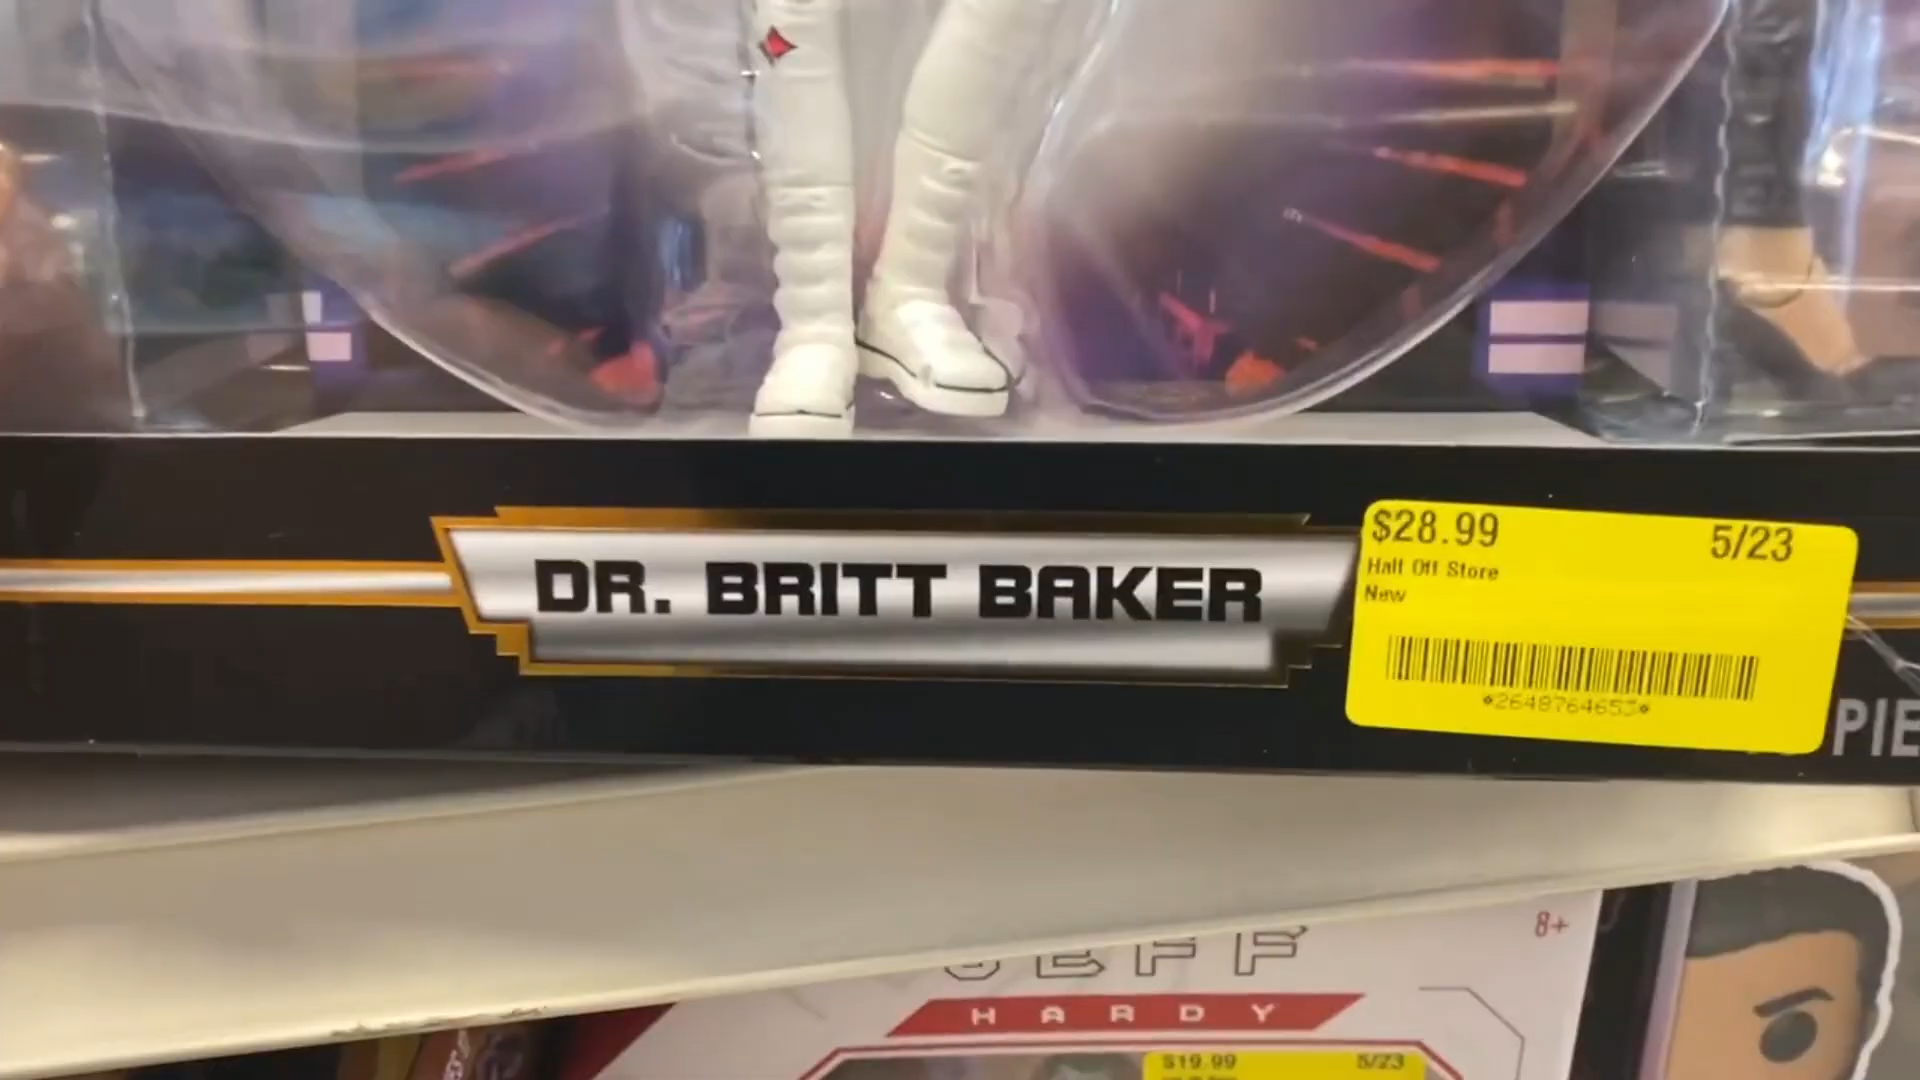 DR. BRITT BAKER
$28.99 5/23
Half Off Store
New
*2648764653*
PIE
JEFF
8+
HARDY
$19.99 5/23